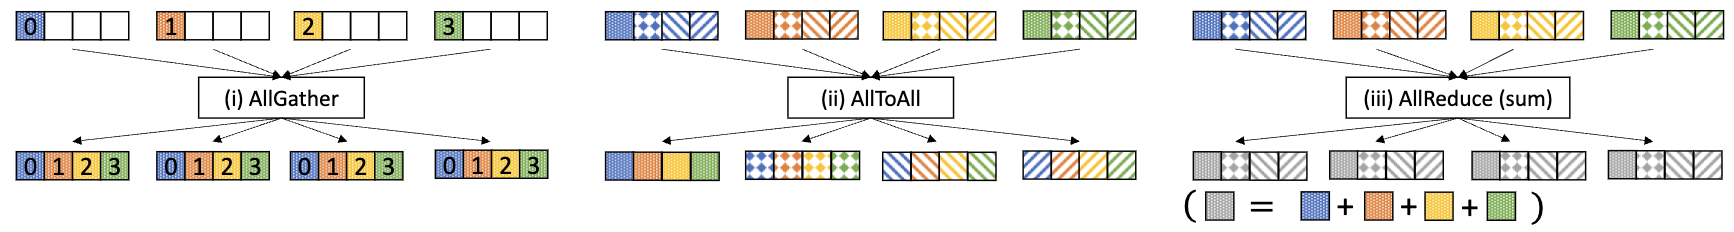 0
1
2
3
(i) AllGather
0 1 2 3
0 1 2 3
0 1 2 3
0 1 2 3
(ii) AllToAll
(iii) AllReduce (sum)
( = + + + )